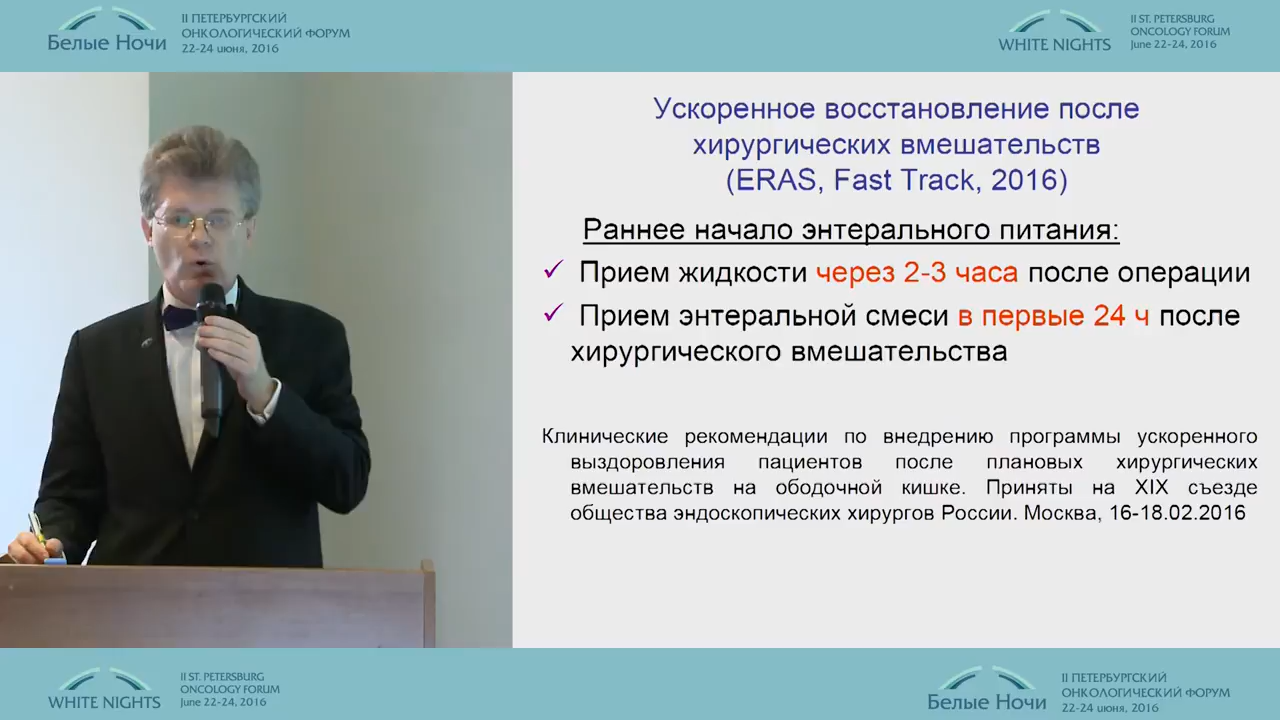 Белые Ночи
II ПЕТЕРБУРГСКИЙ
ОНКОЛОГИЧЕСКИЙ ФОРУМ
22-24 июня, 2016
WHITE NIGHTS
II ST. PETERSBURG
ONCOLOGY FORUM
June 22-24, 2016
Ускоренное восстановление после
хирургических вмешательств
(ERAS, Fast Track, 2016)
Раннее начало энтерального питания:
✓ Прием жидкости через 2-3 часа после операции
✓ Прием энтеральной смеси в первые 24 ч после
хирургического вмешательства
Клинические рекомендации по внедрению программы ускоренного
выздоровления пациентов после плановых хирургических
вмешательств на ободочной кишке. Приняты на XIX съезде
общества эндоскопических хирургов России. Москва, 16-18.02.2016
WHITE NIGHTS
II ST. PETERSBURG
ONCOLOGY FORUM
June 22-24, 2016
Белые Ночи
II ПЕТЕРБУРГСКИЙ
ОНКОЛОГИЧЕСКИЙ ФОРУМ
22-24 июня, 2016